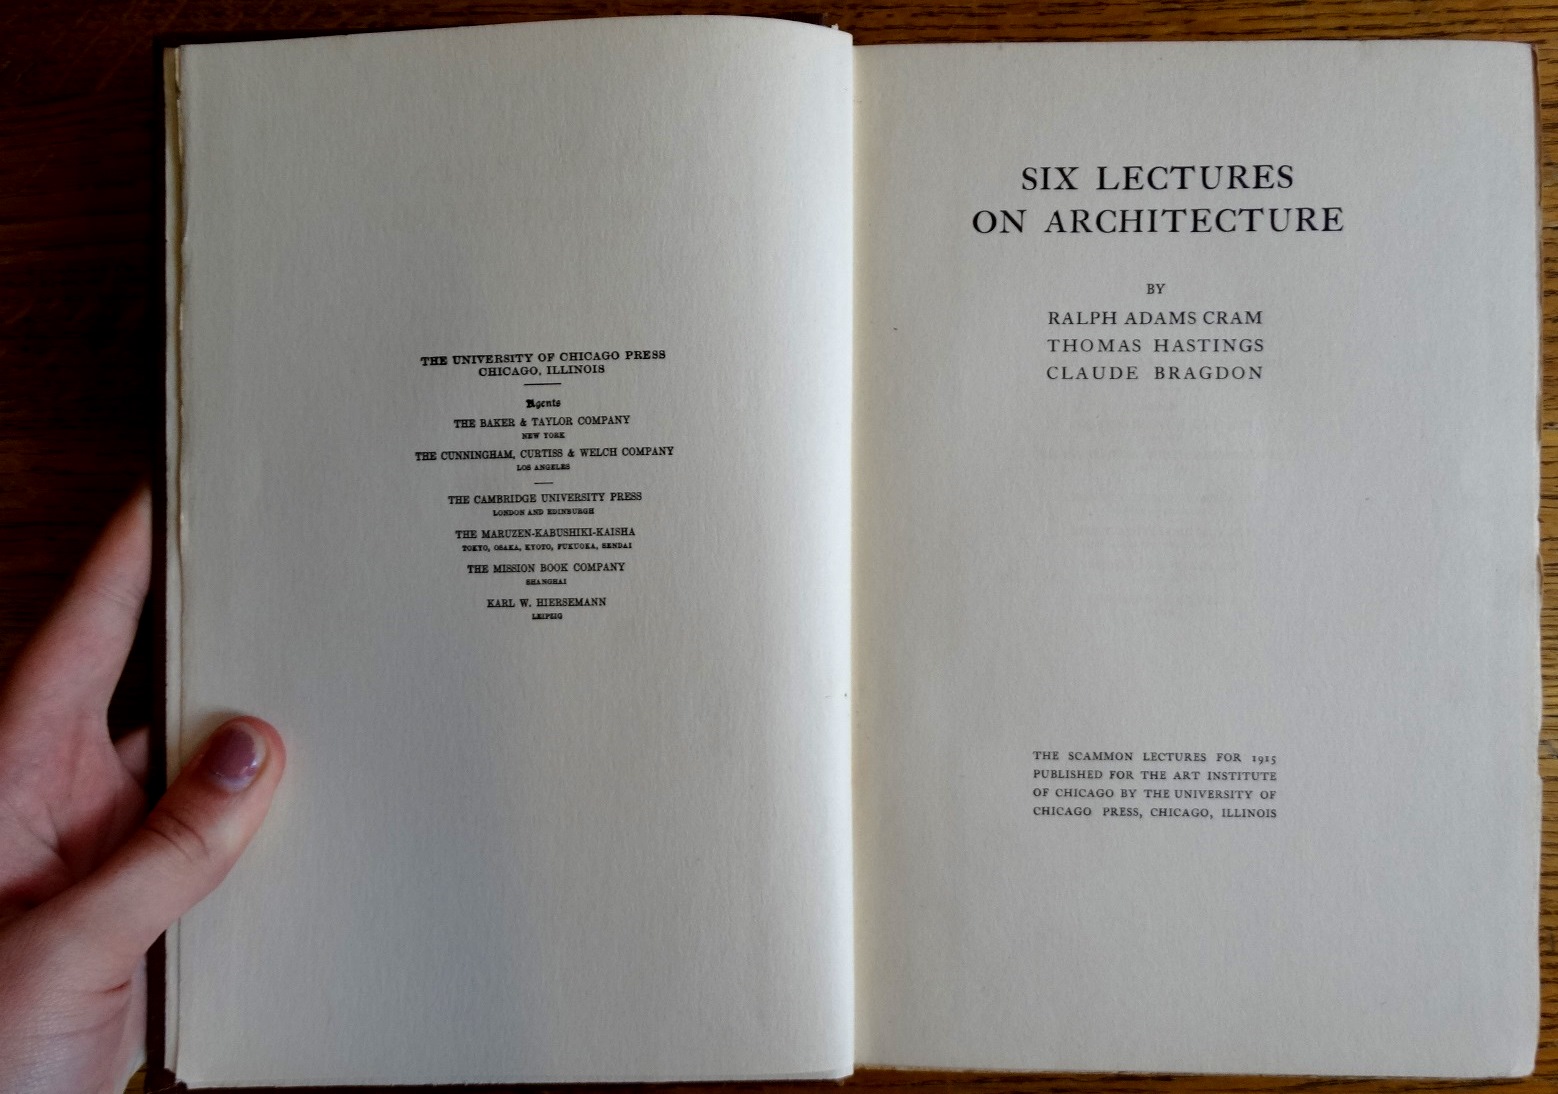 THE UNIVERSITY OF CHICAGO PRESS
CHICAGO, ILLINOIS
Agents
THE BAKER & TAYLOR COMPANY
NEW YORK
THE CUNNINGHAM, CURTISS & WELCH COMPANY
LOS ANGELES
THE CAMBRIDGE UNIVERSITY PRESS
LONDON AND EDINBURGH
THE MARUZEN-KABUSHIKI-KAISHA
TOKYO, OSAKA, KYOTO, FUKUOKA, SENDAI
THE MISSION BOOK COMPANY
SHANGHAI
KARL W. HIERSEMANN
LEIPZIG
SIX LECTURES
ON ARCHITECTURE
BY
RALPH ADAMS CRAM
THOMAS HASTINGS
CLAUDE BRAGDON
THE SCAMMON LECTURES FOR 1915
PUBLISHED FOR THE ART INSTITUTE
OF CHICAGO BY THE UNIVERSITY OF
CHICAGO PRESS, CHICAGO, ILLINOIS